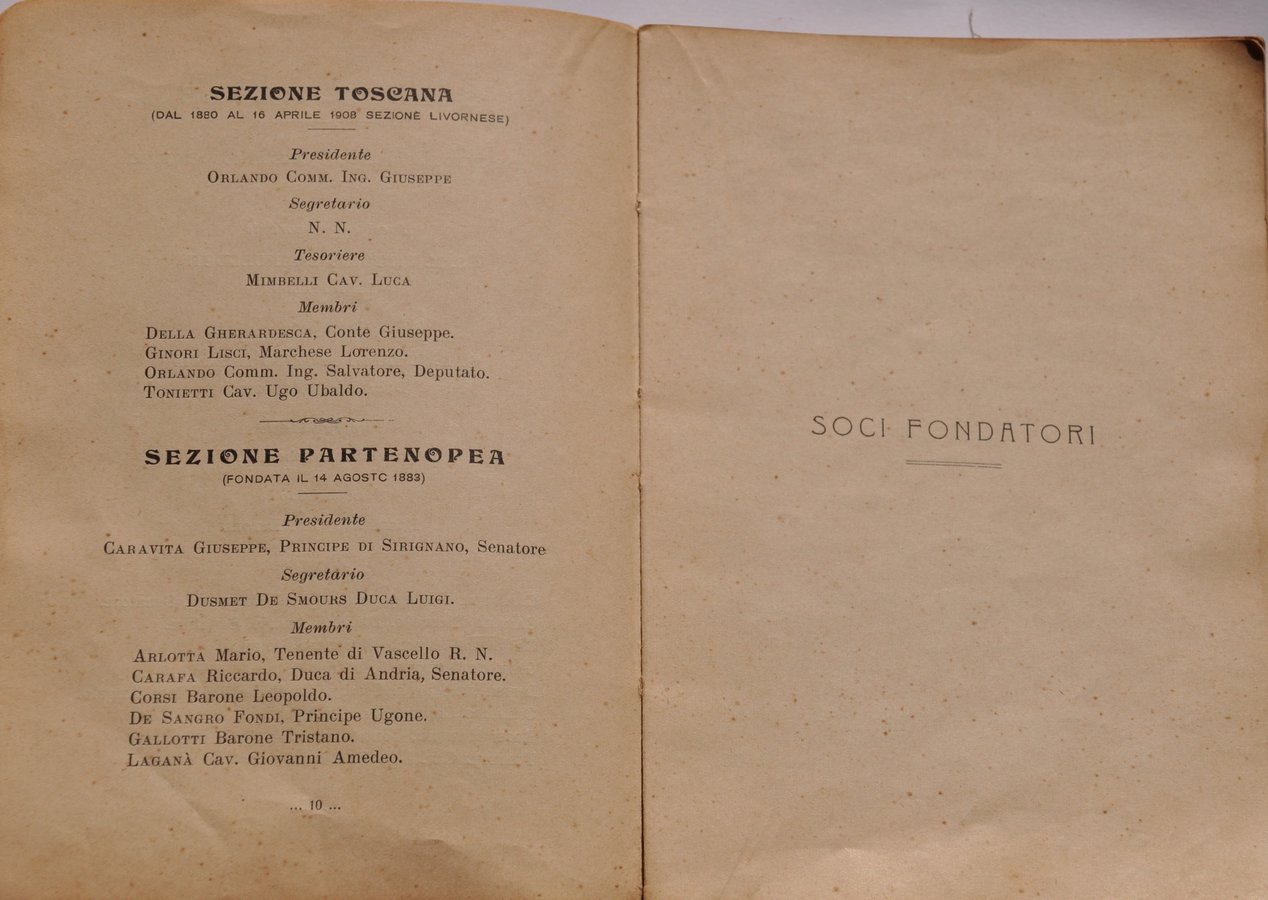 SEZIONE TOSCANA
(DAL 1880 AL 16 APRILE 1908 SEZIONE LIVORNESE)
Presidente
ORLANDO COMM. ING. GIUSEPPE
Segretario
N. N.
Tesoriere
MIMBELLI CAV. LUCA
Membri
DELLA GHERARDESCA, Conte Giuseppe.
GINORI LISCI, Marchese Lorenzo.
ORLANDO Comm. Ing. Salvatore, Deputato.
TONIETTI Cav. Ugo Ubaldo.
SEZIONE PARTENOPEA
(FONDATA IL 14 AGOSTO 1883)
Presidente
CARAVITA GIUSEPPE, PRINCIPE DI SIRIGNANO, Senatore
Segretario
DUSMET DE SMOURS DUCA LUIGI.
Membri
ARLOTTA Mario, Tenente di Vascello R. N.
CARAFA Riccardo, Duca di Andria, Senatore.
CORSI Barone Leopoldo.
DE SANGRO FONDI, Principe Ugone.
GALLOTTI Barone Tristano.
LAGANÀ Cav. Giovanni Amedeo.
... 10 ...
SOCI FONDATORI